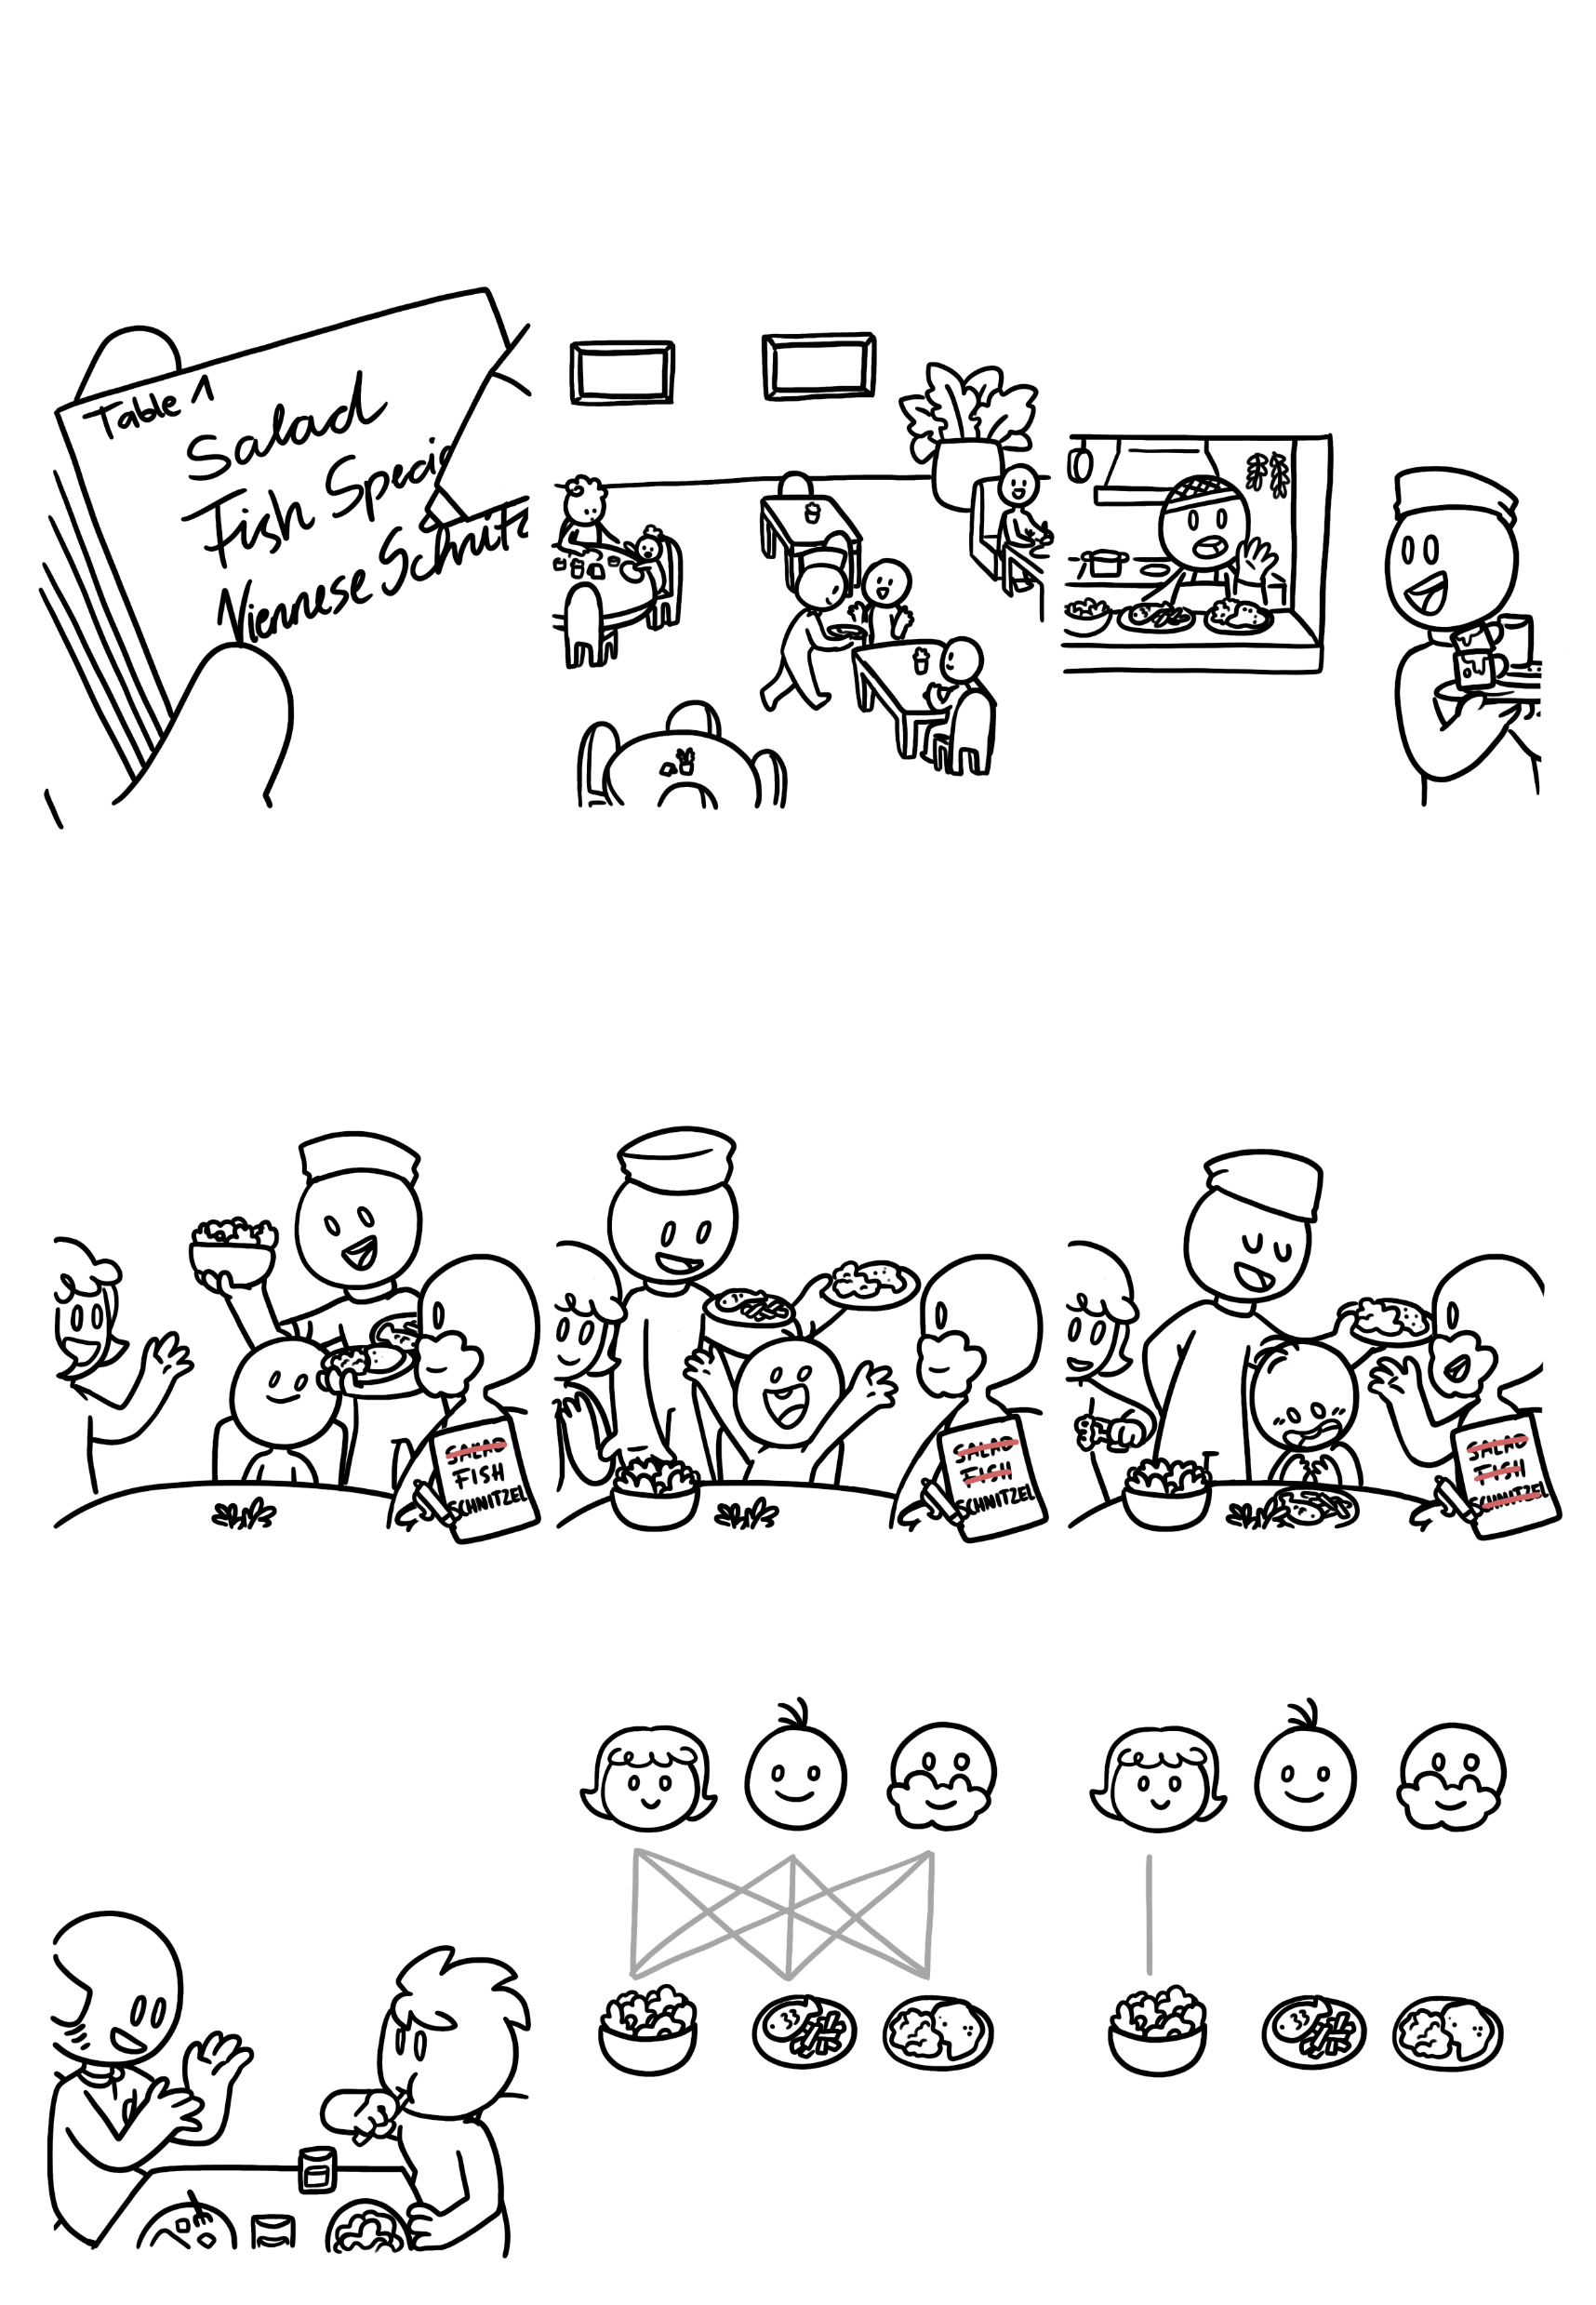 Table 1
Salad
Fish Speci
Viennese Schnitz
SALAD
FISH
SCHNITZEL
SALAD
FISH
SCHNITZEL
SALAD
FISH
SCHNITZEL